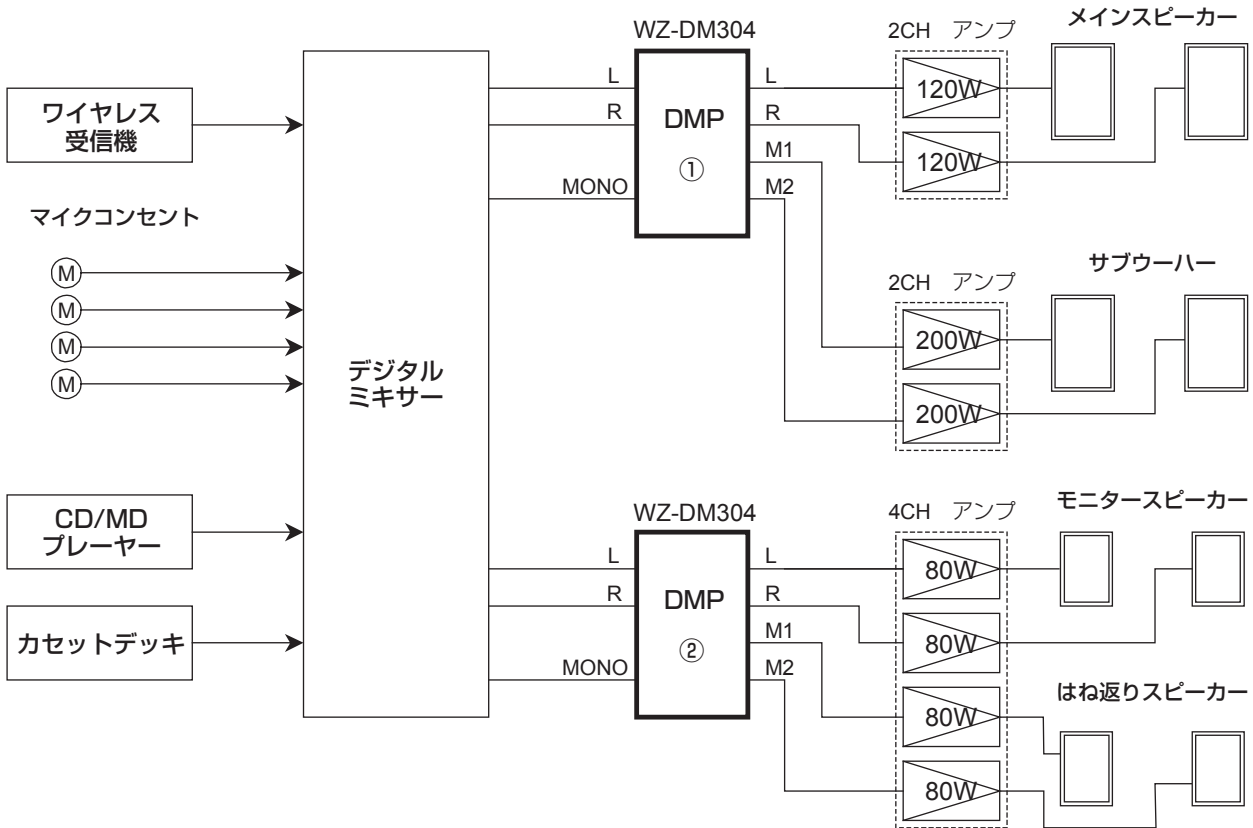 メインスピーカー
WZ-DM304
2CH アンプ
L
R
MONO
DMP
①
L
R
M1
M2
120W
120W
ワイヤレス
受信機
マイクコンセント
M
M
M
M
サブウーハー
2CH アンプ
200W
200W
デジタル
ミキサー
CD/MD
プレーヤー
カセットデッキ
WZ-DM304
4CH アンプ
モニタースピーカー
L
R
MONO
DMP
②
L
R
M1
M2
80W
80W
80W
80W
はね返りスピーカー